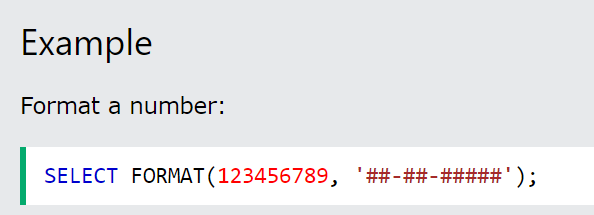 Example
Format a number:
SELECT FORMAT(123456789, '##-##-#####');